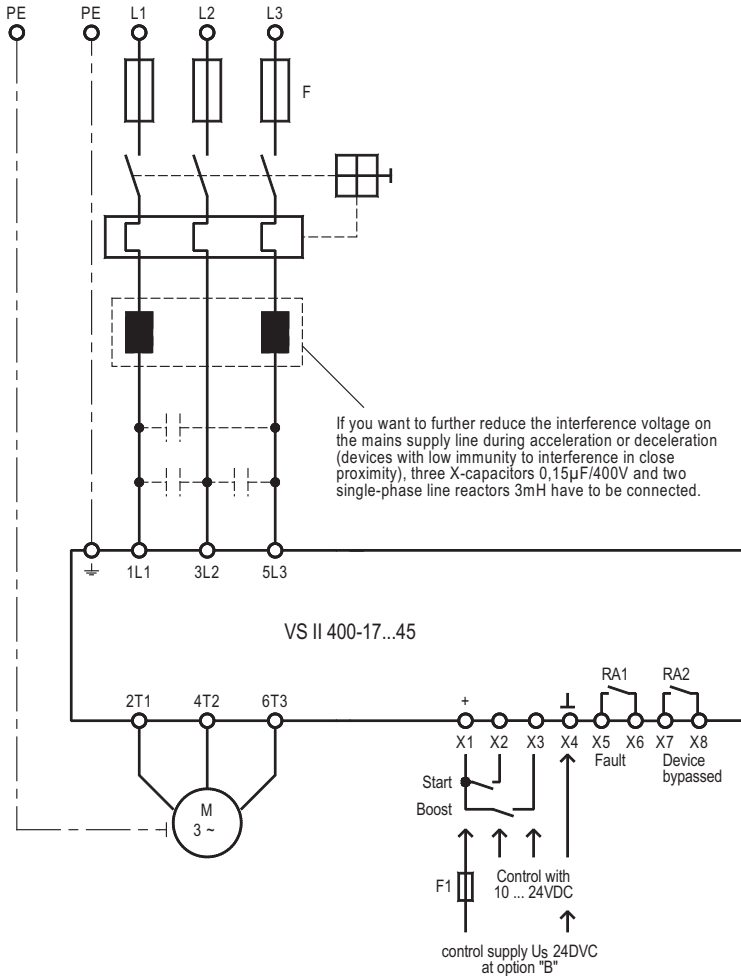 PE PE L1 L2 L3
F
If you want to further reduce the interference voltage on
the mains supply line during acceleration or deceleration
(devices with low immunity to interference in close
proximity), three X-capacitors 0,15µF/400V and two
single-phase line reactors 3mH have to be connected.
1L1 3L2 5L3
VS II 400-17...45
2T1 4T2 6T3
+ RA1 RA2
X1 X2 X3 X4 X5 X6 X7 X8
Fault Device
bypassed
Start
Boost
M
3 ~
F1
Control with
10 ... 24VDC
control supply Us 24DVC
at option "B"